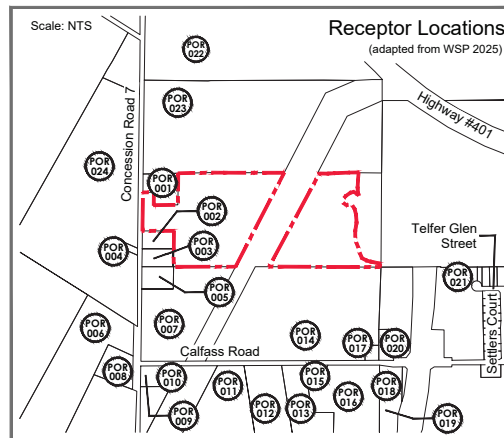 Scale: NTS
Receptor Locations
(adapted from WSP 2025)
POR
022
POR
023
Highway #401
Concession Road 7
POR
024
POR
001
POR
002
POR
003
POR
004
POR
005
Telfer Glen
Street
POR
021
Settlers Court
POR
006
POR
007
POR
014
POR
017
POR
020
Calfass Road
POR
008
POR
010
POR
009
POR
011
POR
012
POR
013
POR
015
POR
016
POR
018
POR
019